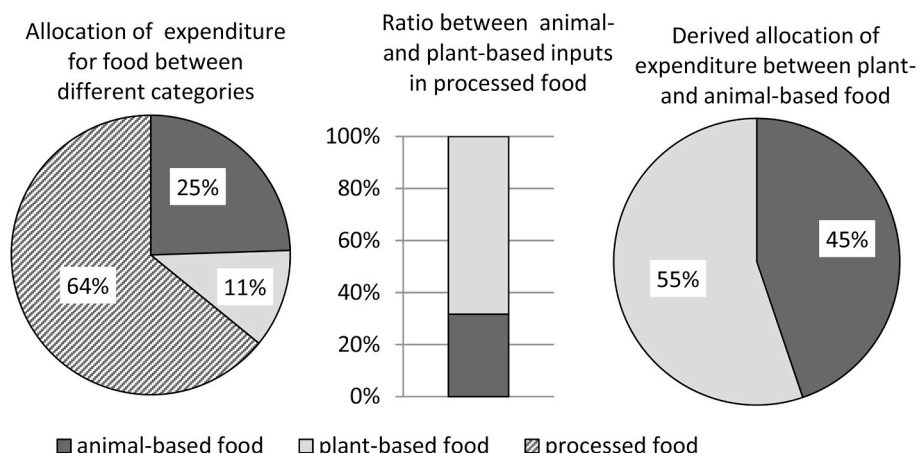 Allocation of expenditure
for food between
different categories
25%
11%
64%
Ratio between animal-
and plant-based inputs
in processed food
100%
80%
60%
40%
20%
0%
Derived allocation of
expenditure between plant-
and animal-based food
45%
55%
animal-based food
plant-based food
processed food